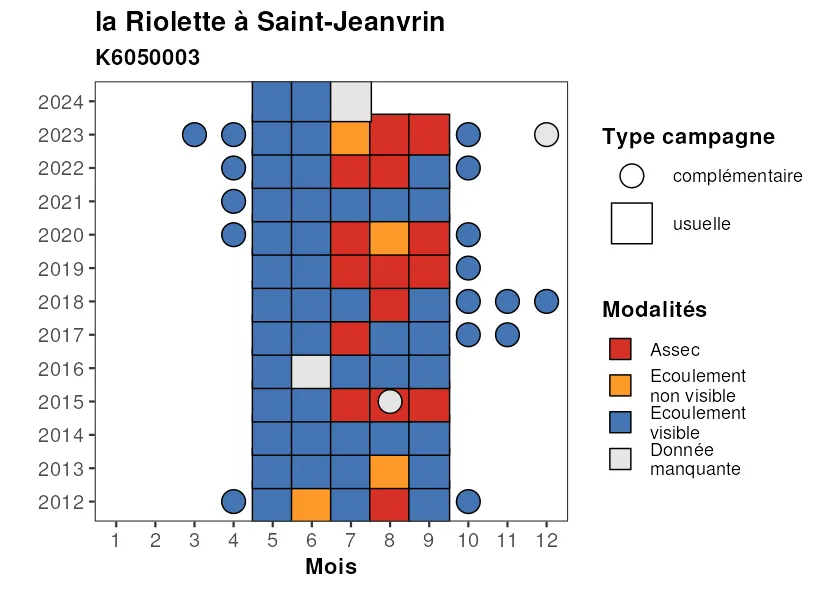 la Riolette à Saint-Jeanvrin
K6050003
2024
2023
2022
2021
2020
2019
2018
2017
2016
2015
2014
2013
2012
1 2 3 4 5 6 7 8 9 10 11 12
Mois
Type campagne
complémentaire
usuelle
Modalités
Assec
Ecoulement
non visible
Ecoulement
visible
Donnée
manquante